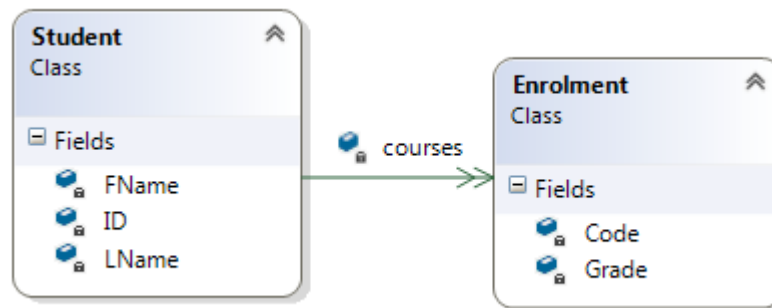 Student
Class
Fields
FName
ID
LName
courses
Enrolment
Class
Fields
Code
Grade